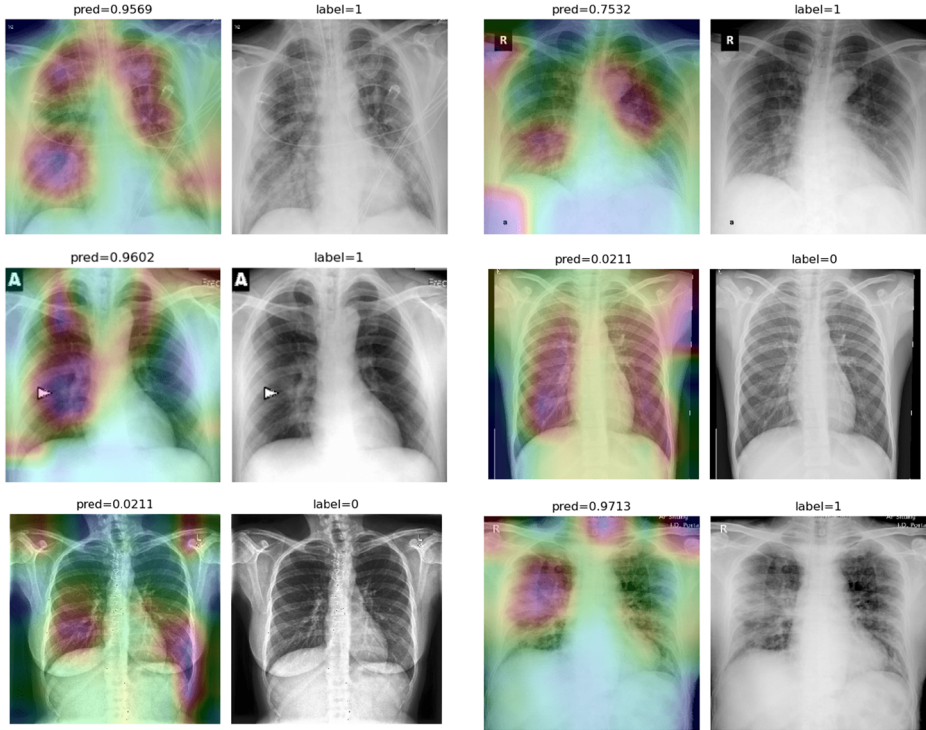 pred=0.9569
label=1
pred=0.7532
label=1
R
R
a
a
pred=0.9602
label=1
A
A
pred=0.0211
label=0
pred=0.0211
label=0
L
L
pred=0.9713
label=1
R
R